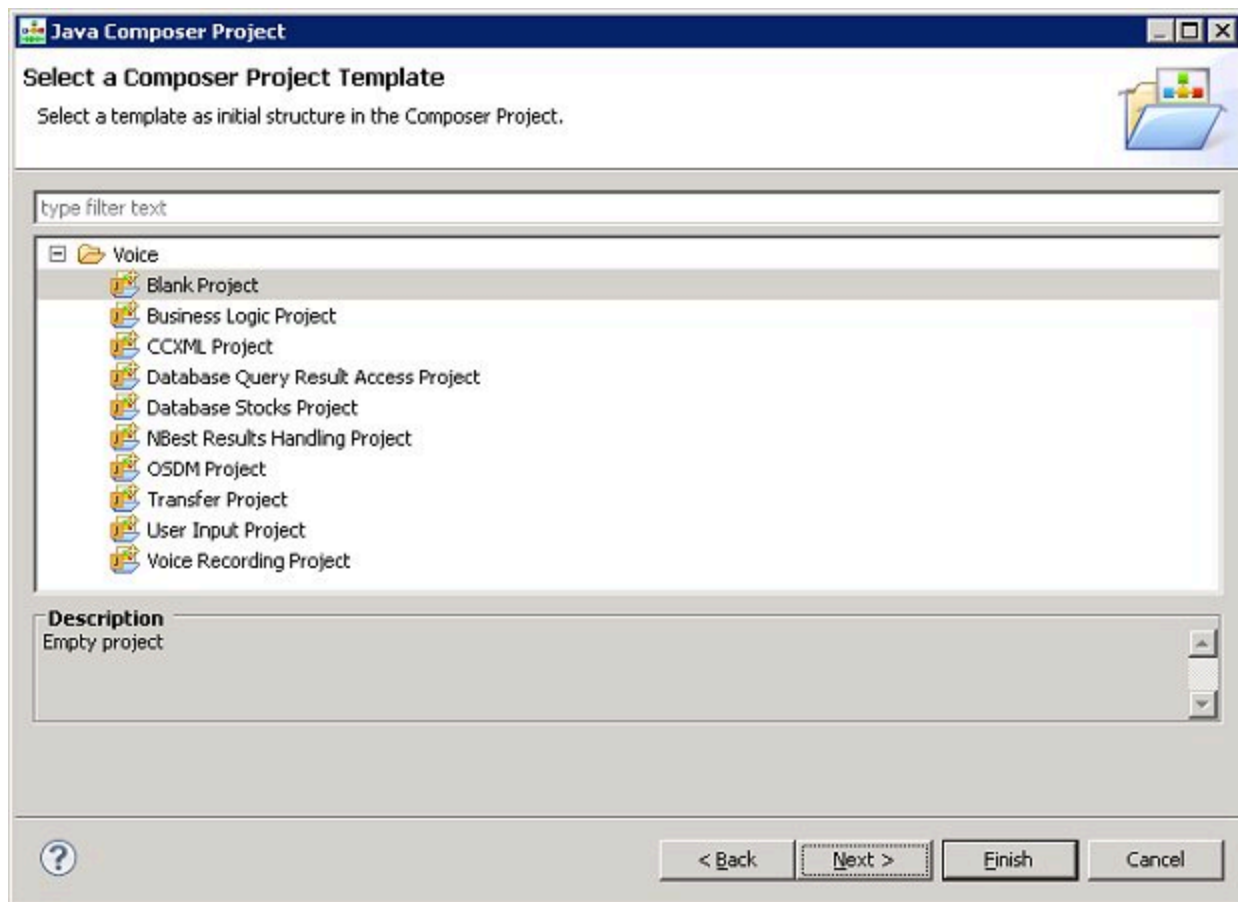 Java Composer Project
Select a Composer Project Template
Select a template as initial structure in the Composer Project.
type filter text
Voice
Blank Project
Business Logic Project
CCXML Project
Database Query Result Access Project
Database Stocks Project
NBest Results Handling Project
OSDM Project
Transfer Project
User Input Project
Voice Recording Project
Description
Empty project
< Back
Next >
Finish
Cancel